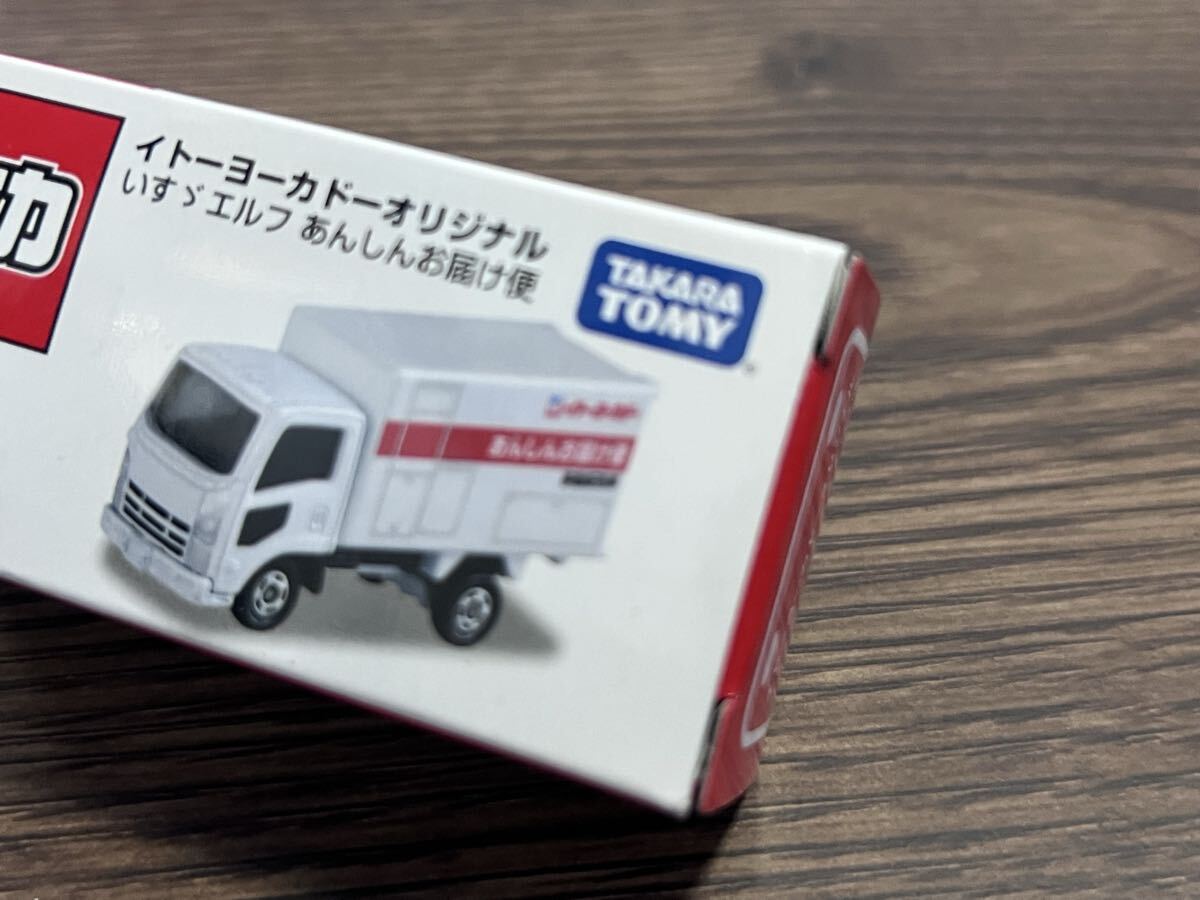 カ
イトーヨーカドーオリジナル
いすゞエルフ あんしんお届け便
TAKARA
TOMY
あんしんお届け便